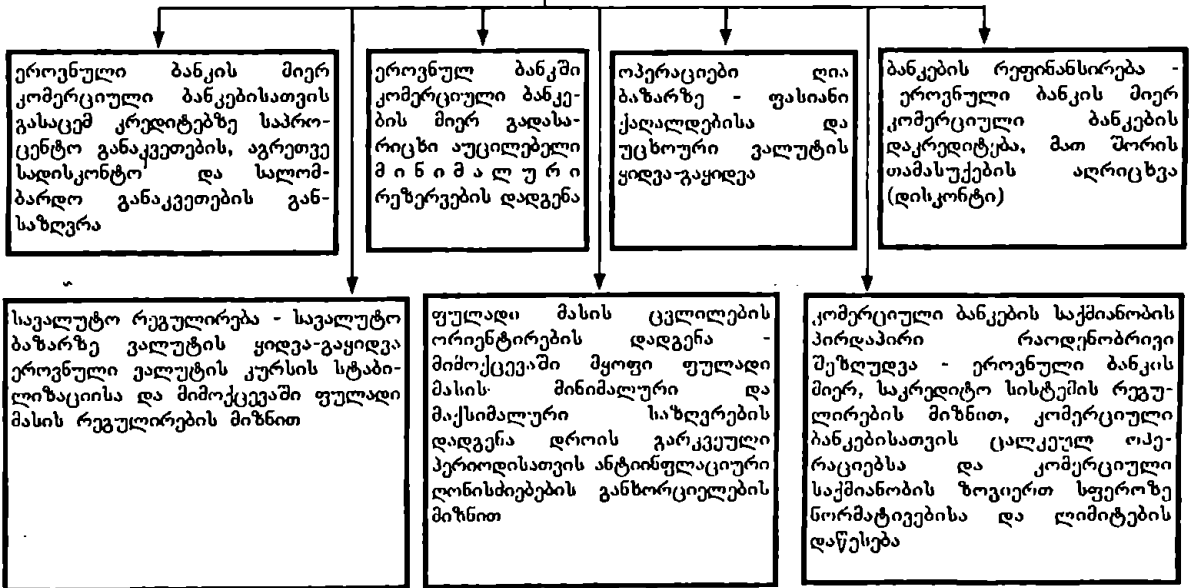 ეროვნული ბანკის მიერ
კომერციული ბანკებისათვის
გასაცემ კრედიტებზე საპრო-
ცენტო განაკვეთების, აგრეთვე
სადისკონტო და სალომ-
ბარდო განაკვეთების გან-
საზღვრა
ეროვნულ ბანკში
კომერციული ბანკე-
ბის მიერ გადასა-
რიცხი აუცილებელი
მინიმალური
რეზერვების დადგენა
ოპერაციები ღია
ბაზარზე - ფასიანი
ქაღალდებისა და
უცხოური ვალუტის
ყიდვა-გაყიდვა
ბანკების რეფინანსირება -
ეროვნული ბანკის მიერ
კომერციული ბანკების
დაკრედიტება, მათ შორის
თამასუქების აღრიცხვა
(დისკონტი)
სავალუტო რეგულირება - სავალუტო
ბაზარზე ვალუტის ყიდვა-გაყიდვა
ეროვნული ვალუტის კურსის სტაბი-
ლიზაციისა და მიმოქცევაში ფულადი
მასის რეგულირების მიზნით
ფულადი მასის ცვლილების
ორიენტირების დადგენა -
მიმოქცევაში მყოფი ფულადი
მასის მინიმალური და
მაქსიმალური საზღვრების
დადგენა დროის გარკვეული
პერიოდისათვის ანტიინფლაციური
ღონისძიებების განხორციელების
მიზნით
კომერციული ბანკების საქმიანობის
პირდაპირი რაოდენობრივი
შეზღუდვა - ეროვნული ბანკის
მიერ, საკრედიტო სისტემის რეგუ-
ლირების მიზნით, კომერციული
ბანკებისათვის ცალკეულ ოპე-
რაციებსა და კომერციული
საქმიანობის ზოგიერთ სფეროზე
ნორმატივებისა და ლიმიტების
დაწესება